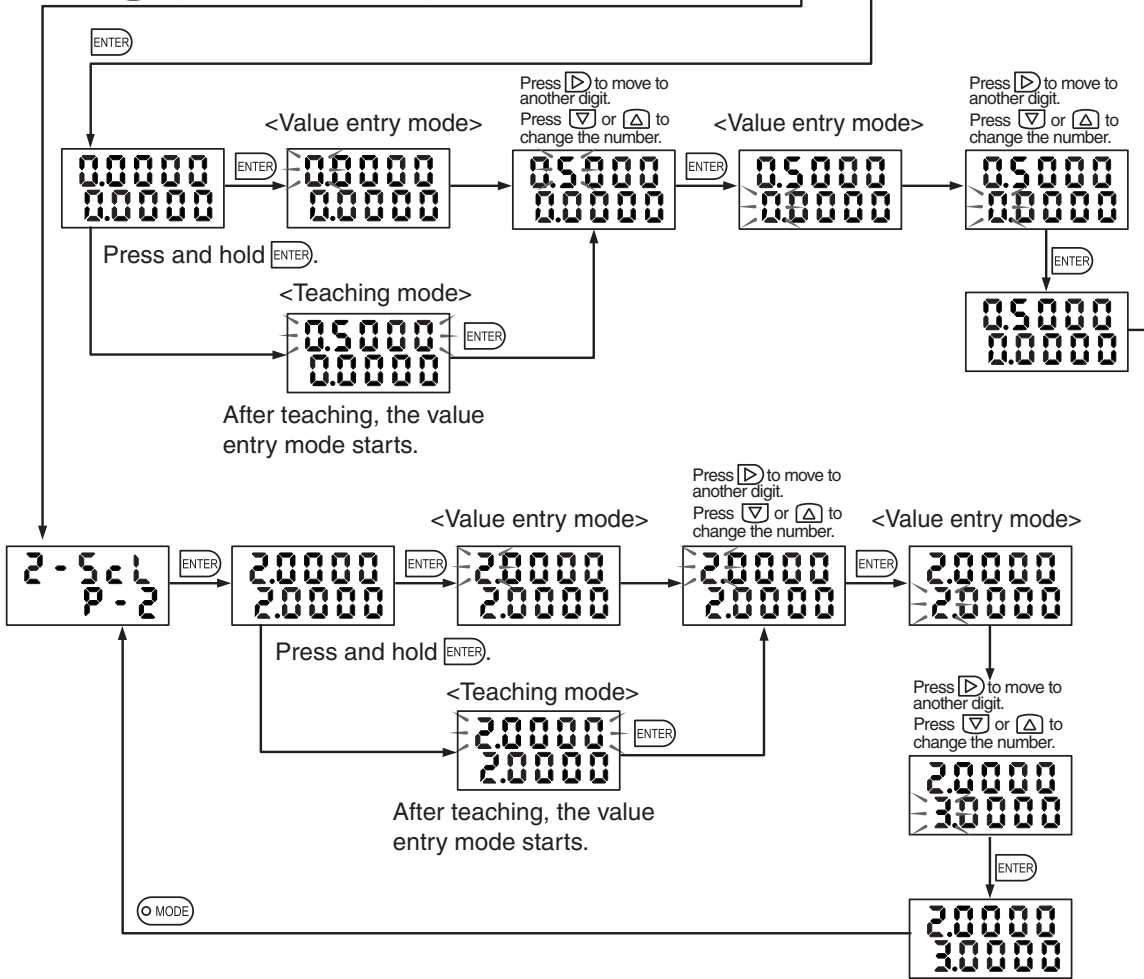 ENTER
Press ▷ to move to
another digit.
Press ▽ or △ to
change the number.
Press ▷ to move to
another digit.
Press ▽ or △ to
change the number.
<Value entry mode>
<Value entry mode>
0.0000
0.0000
ENTER
0.0000
0.0000
0.5000
0.0000
ENTER
0.5000
0.0000
0.5000
0.0000
Press and hold ENTER.
ENTER
<Teaching mode>
0.5000
0.0000
ENTER
0.5000
0.0000
After teaching, the value
entry mode starts.
Press ▷ to move to
another digit.
Press ▽ or △ to
change the number.
<Value entry mode>
<Value entry mode>
2-ScL
P-2
ENTER
2.0000
2.0000
ENTER
2.0000
2.0000
2.0000
2.0000
ENTER
2.0000
2.0000
Press and hold ENTER.
<Teaching mode>
2.0000
2.0000
ENTER
After teaching, the value
entry mode starts.
Press ▷ to move to
another digit.
Press ▽ or △ to
change the number.
2.0000
3.0000
ENTER
MODE
2.0000
3.0000